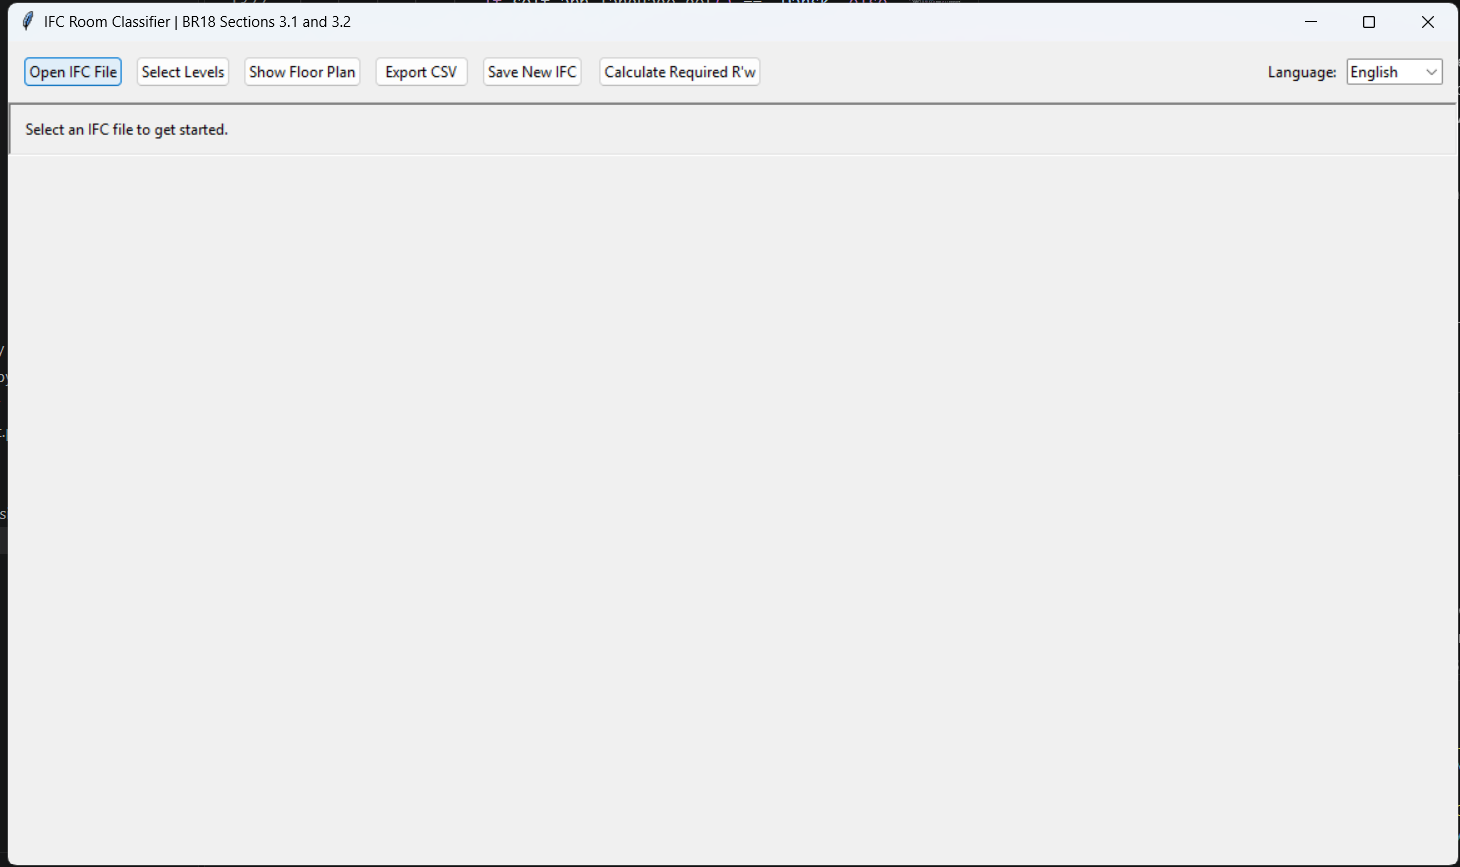 IFC Room Classifier | BR18 Sections 3.1 and 3.2
Open IFC File Select Levels Show Floor Plan Export CSV Save New IFC Calculate Required R'w Language: English
Select an IFC file to get started.